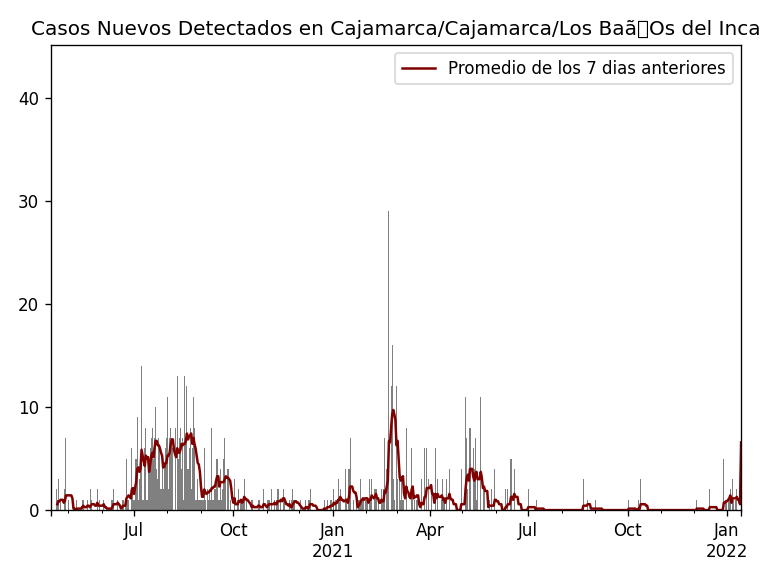 Casos Nuevos Detectados en Cajamarca/Cajamarca/Los Baã▯Os del Inca
Promedio de los 7 dias anteriores
40
30
20
10
0
Jul Oct Jan Apr Jul Oct Jan
2021 2022